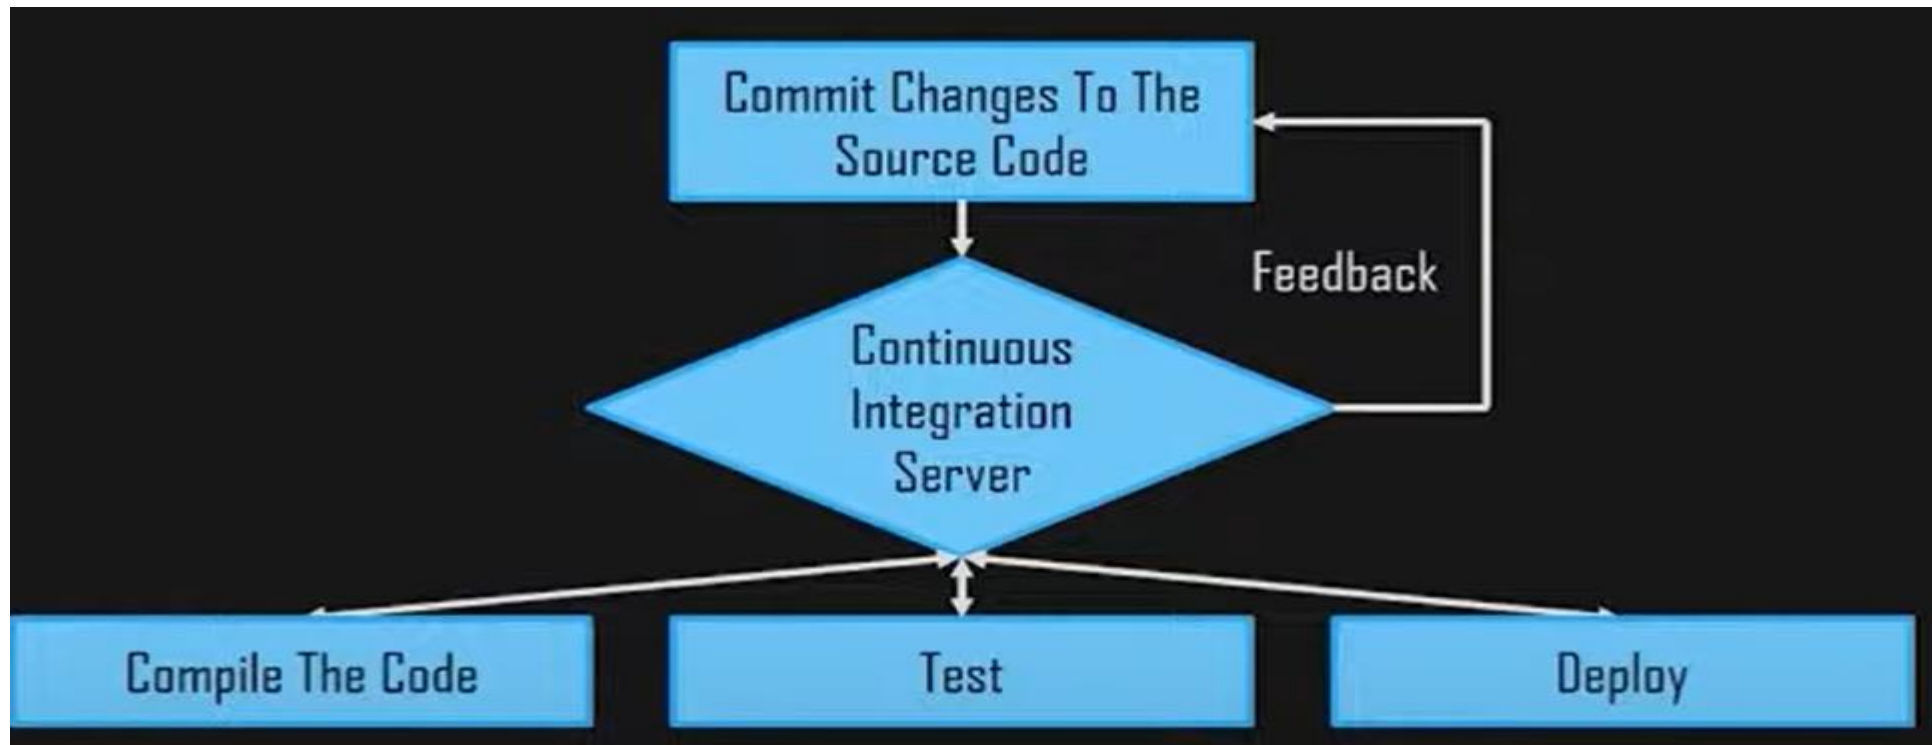 Commit Changes To The
Source Code
Feedback
Continuous
Integration
Server
Compile The Code
Test
Deploy